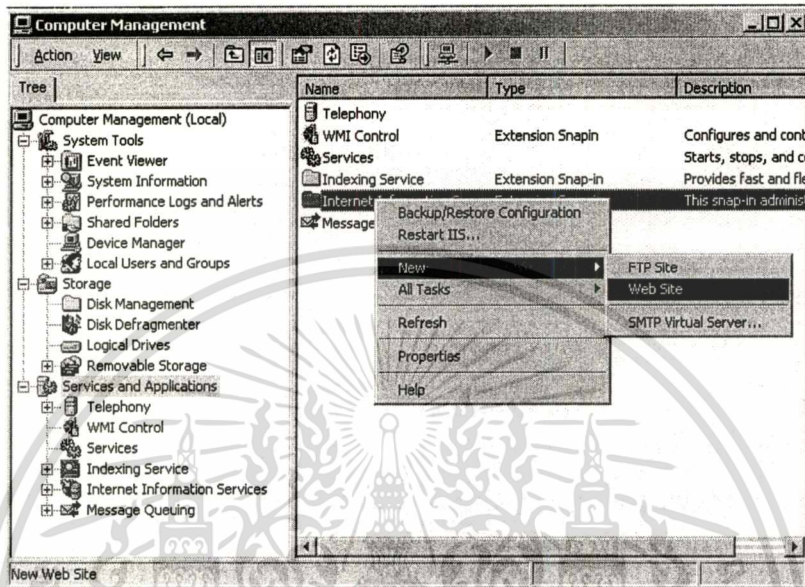 Computer Management
Action View
Tree
Name Type Description
Computer Management (Local)
System Tools
Event Viewer
System Information
Performance Logs and Alerts
Shared Folders
Device Manager
Local Users and Groups
Storage
Disk Management
Disk Defragmenter
Logical Drives
Removable Storage
Services and Applications
Telephony
WMI Control
Services
Indexing Service
Internet Information Services
Message Queuing
Telephony
WMI Control Extension Snapin Configures and cont
Services Starts, stops, and c
Indexing Service Extension Snap-in Provides fast and fle
Internet This snap-in adminis
Message
Backup/Restore Configuration
Restart IIS...
New
All Tasks
Refresh
Properties
Help
FTP Site
Web Site
SMTP Virtual Server...
New Web Site